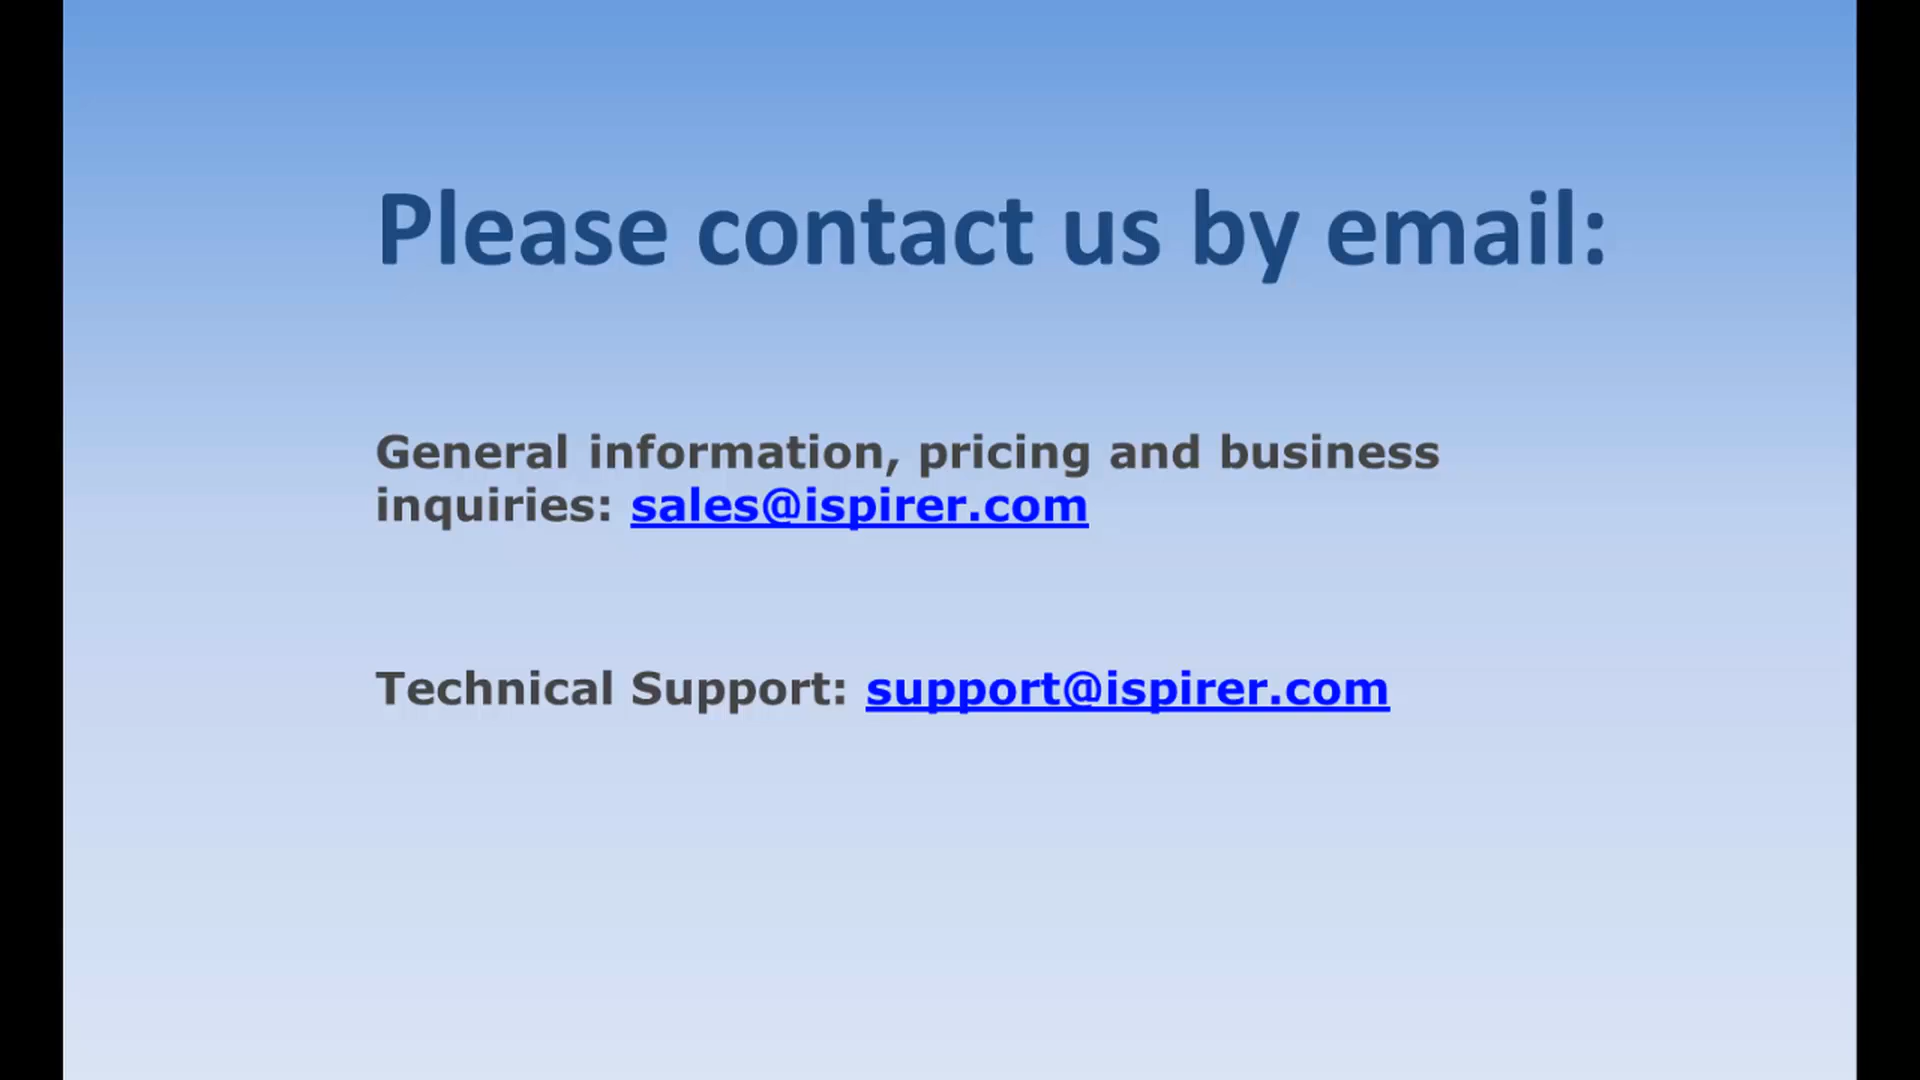 Please contact us by email:
General information, pricing and business
inquiries: sales@ispirer.com
Technical Support: support@ispirer.com